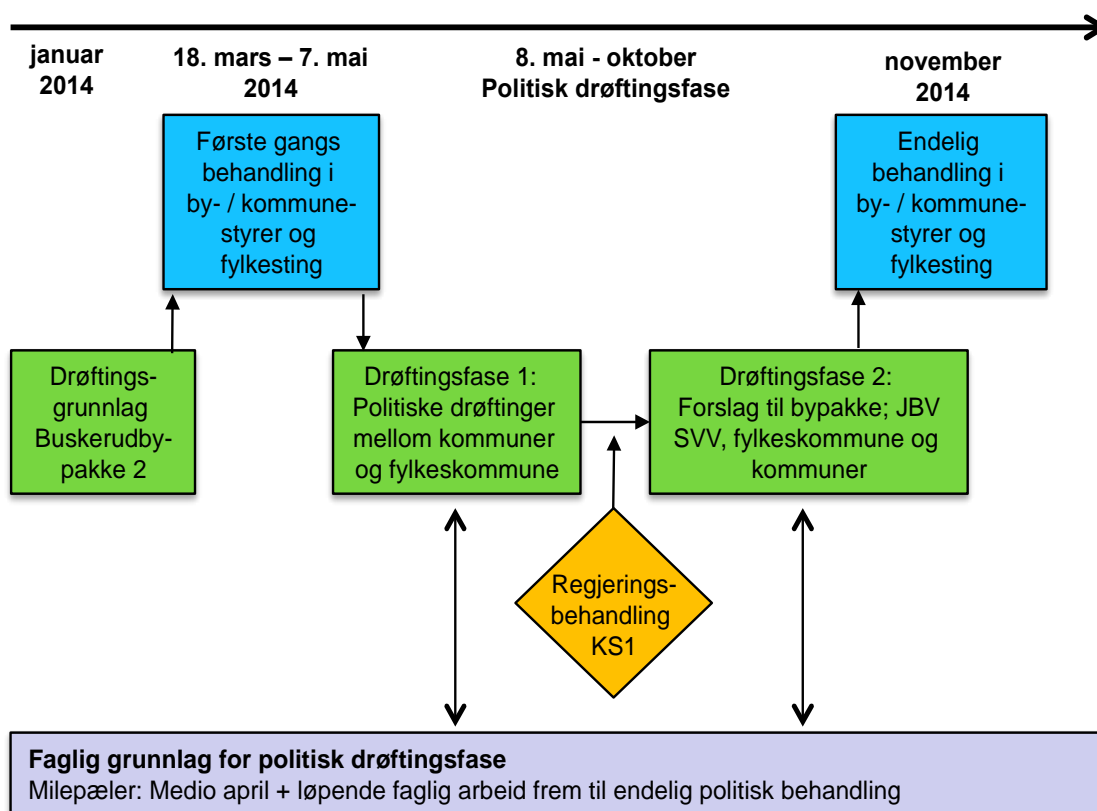 januar
2014
18. mars – 7. mai
2014
8. mai - oktober
Politisk drøftingsfase
november
2014
Første gangs
behandling i
by- / kommune-
styrer og
fylkesting
Endelig
behandling i
by- / kommune-
styrer og
fylkesting
Drøftings-
grunnlag
Buskerudby-
pakke 2
Drøftingsfase 1:
Politiske drøftinger
mellom kommuner
og fylkeskommune
Drøftingsfase 2:
Forslag til bypakke; JBV
SVV, fylkeskommune og
kommuner
Regjerings-
behandling
KS1
Faglig grunnlag for politisk drøftingsfase
Milepæler: Medio april + løpende faglig arbeid frem til endelig politisk behandling